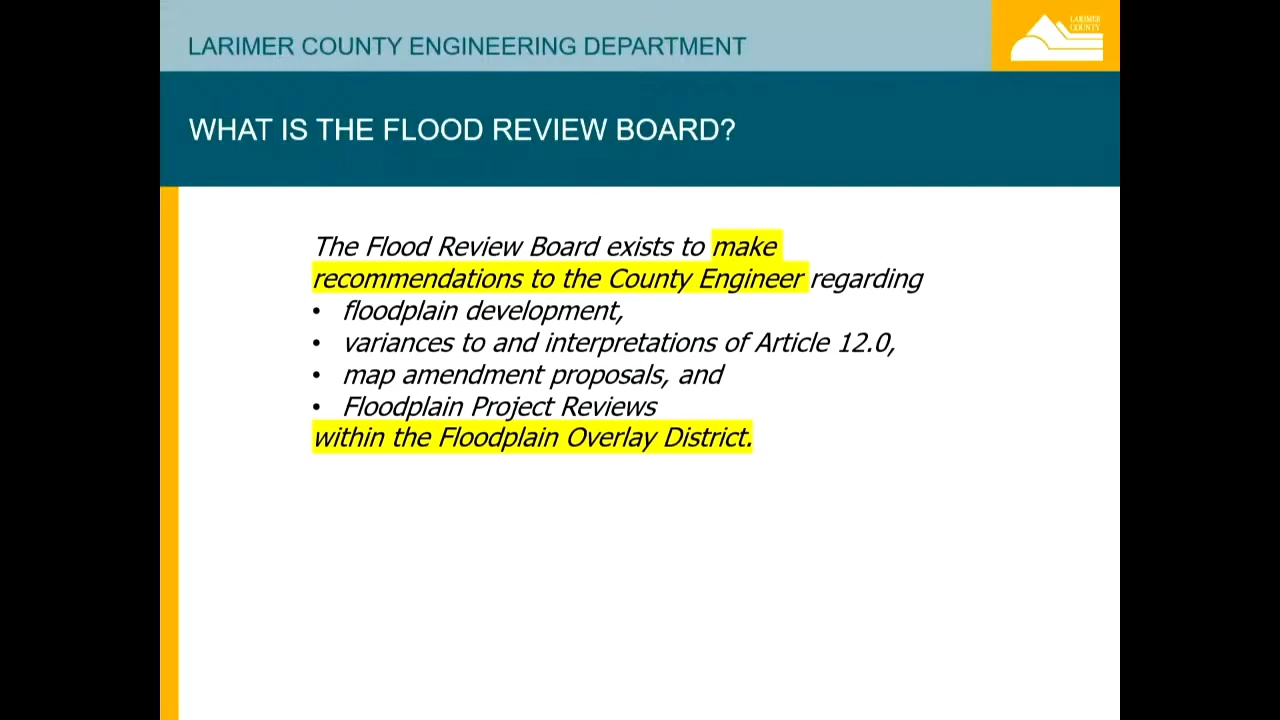 LARIMER COUNTY ENGINEERING DEPARTMENT
LARIMER
COUNTY
WHAT IS THE FLOOD REVIEW BOARD?
The Flood Review Board exists to make
recommendations to the County Engineer regarding
• floodplain development,
• variances to and interpretations of Article 12.0,
• map amendment proposals, and
• Floodplain Project Reviews
within the Floodplain Overlay District.